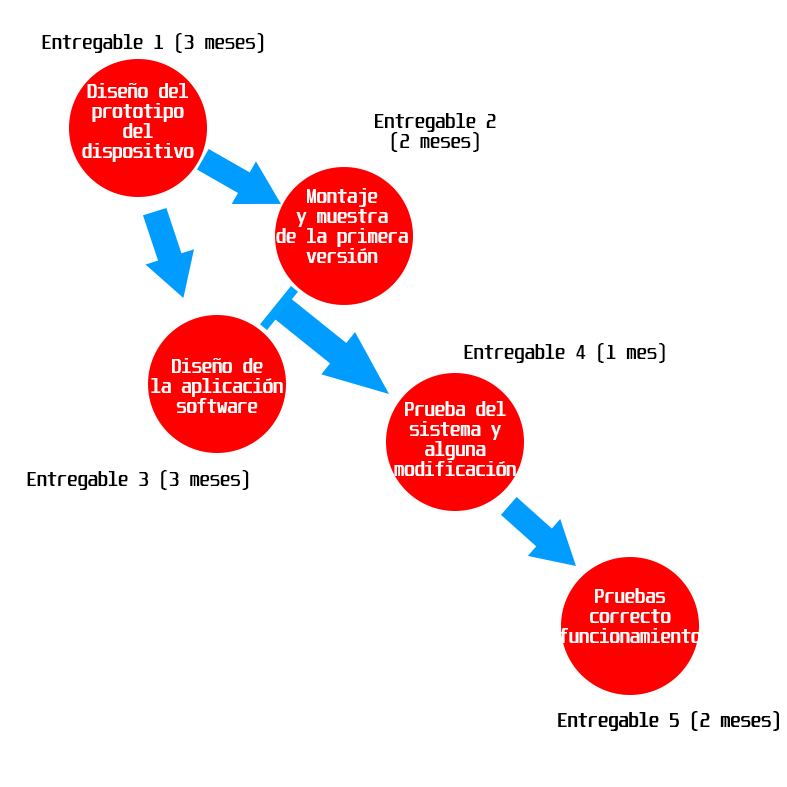 Entregable 1 (3 meses)
Diseño del
prototipo
del
dispositivo
Entregable 2
(2 meses)
Montaje
y muestra
de la primera
versión
Diseño de
la aplicación
software
Entregable 3 (3 meses)
Entregable 4 (1 mes)
Prueba del
sistema y
alguna
modificación
Pruebas
correcto
funcionamiento
Entregable 5 (2 meses)